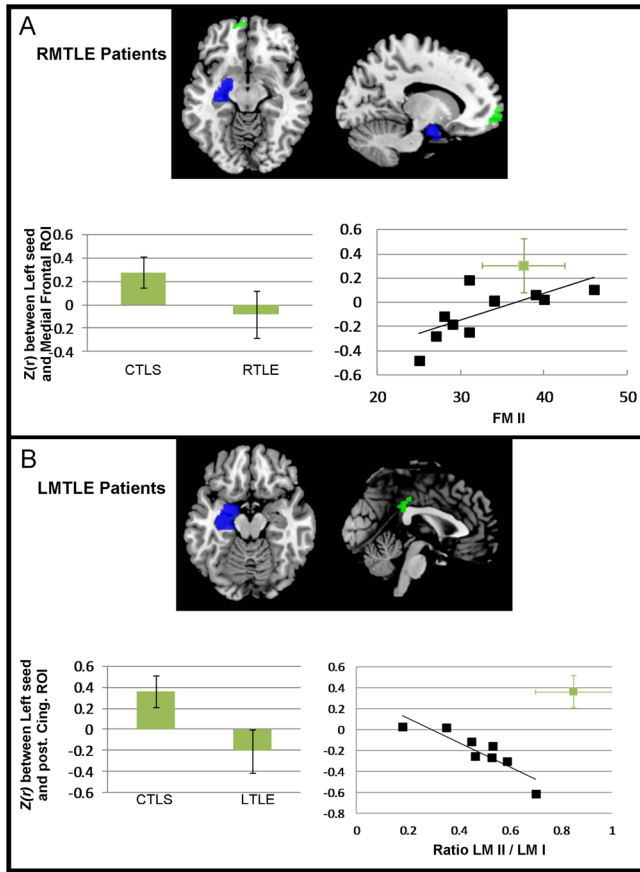 A
RMTLE Patients
Z(r) between Left seed
and Medial Frontal ROI
0.6
0.4
0.2
0
-0.2
0.4
CTLS
RTLE
0.6
0.4
0.2
0
-0.2
-0.4
-0.6
20
30
40
50
FM II
B
LMTLE Patients
Z(r) between Left seed
and post. Cing. ROI
0.6
0.4
0.2
0
-0.2
-0.4
-0.6
CTLS
LTLE
0.6
0.4
0.2
0
-0.2
-0.4
-0.6
-0.8
0
0.2
0.4
0.6
0.8
1
Ratio LM II / LM I